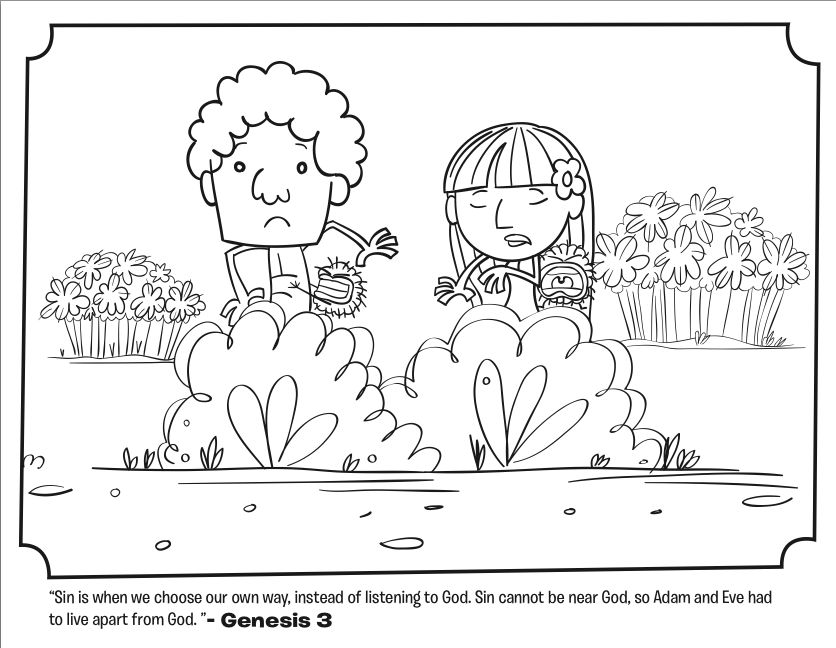 “Sin is when we choose our own way, instead of listening to God. Sin cannot be near God, so Adam and Eve had
to live apart from God. ”- Genesis 3